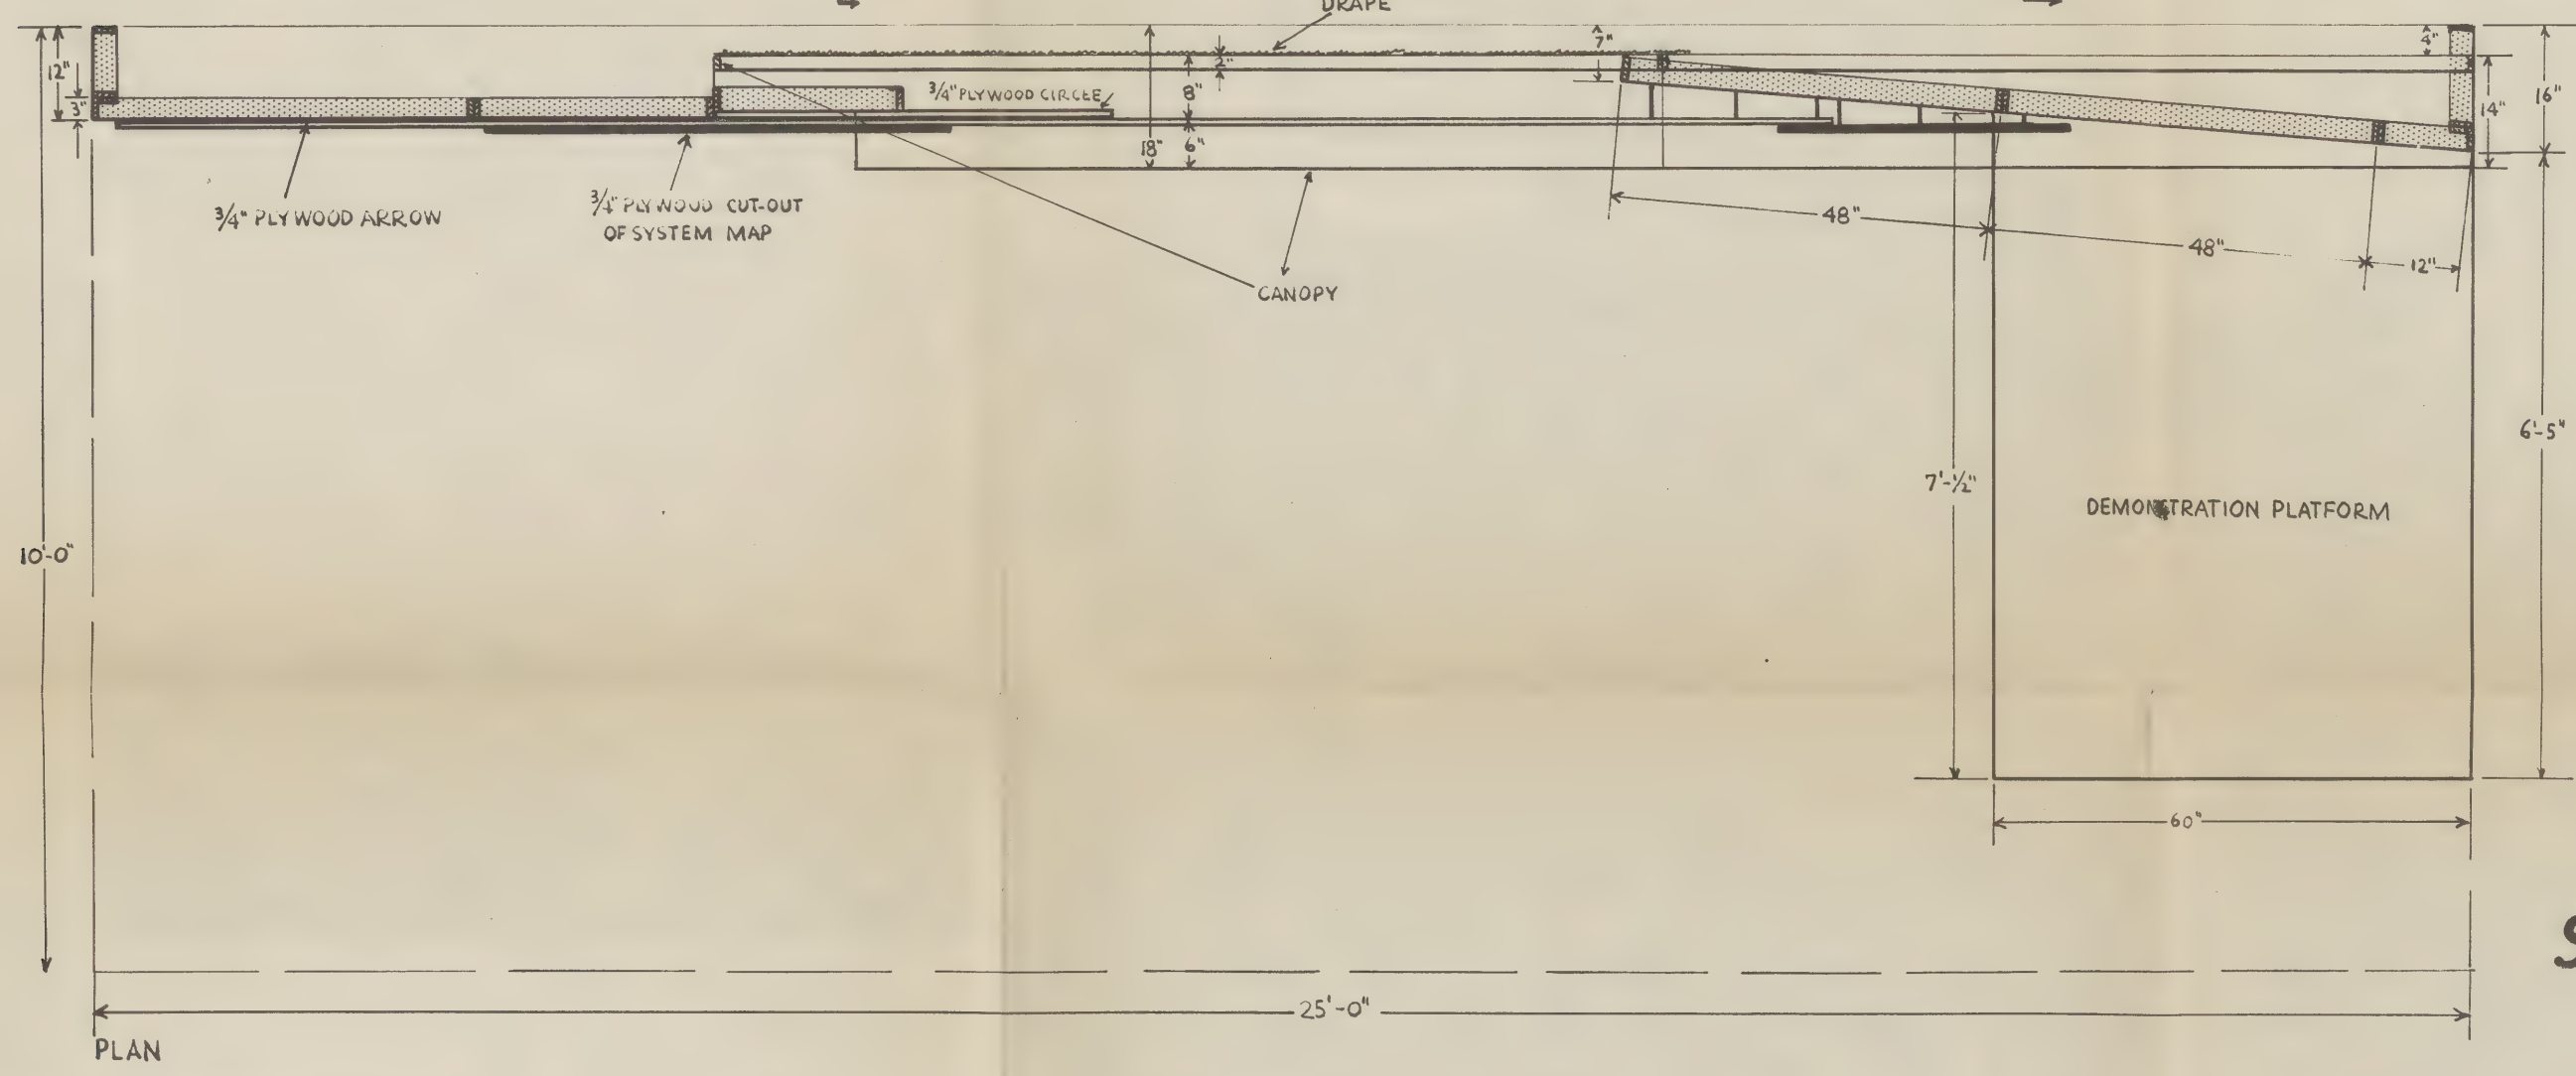 DRAPE
12"
3"
2"
8"
3/4" PLYWOOD CIRCLE
18"
6"
7"
4"
14"
16"
3/4" PLYWOOD ARROW
3/4" PLYWOOD CUT-OUT
OF SYSTEM MAP
CANOPY
48"
48"
12"
6'-5"
7'-1/2"
DEMONSTRATION PLATFORM
10'-0"
60"
25'-0"
PLAN
S